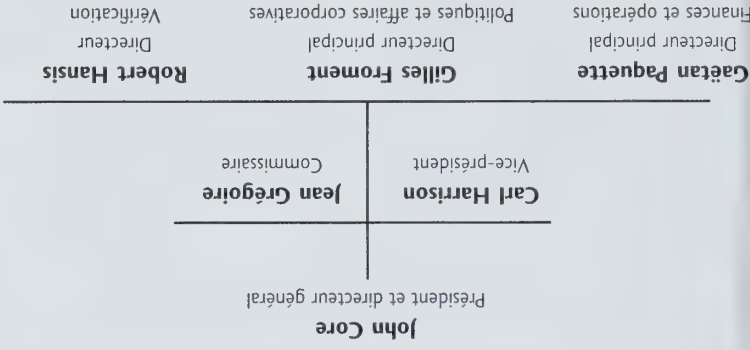 John Core
Président et directeur général
Carl Harrison
Vice-président
Jean Grégoire
Commissaire
Gaëtan Paquette
Directeur principal
Finances et opérations
Gilles Froment
Directeur principal
Politiques et affaires corporatives
Robert Hansis
Directeur
Vérification